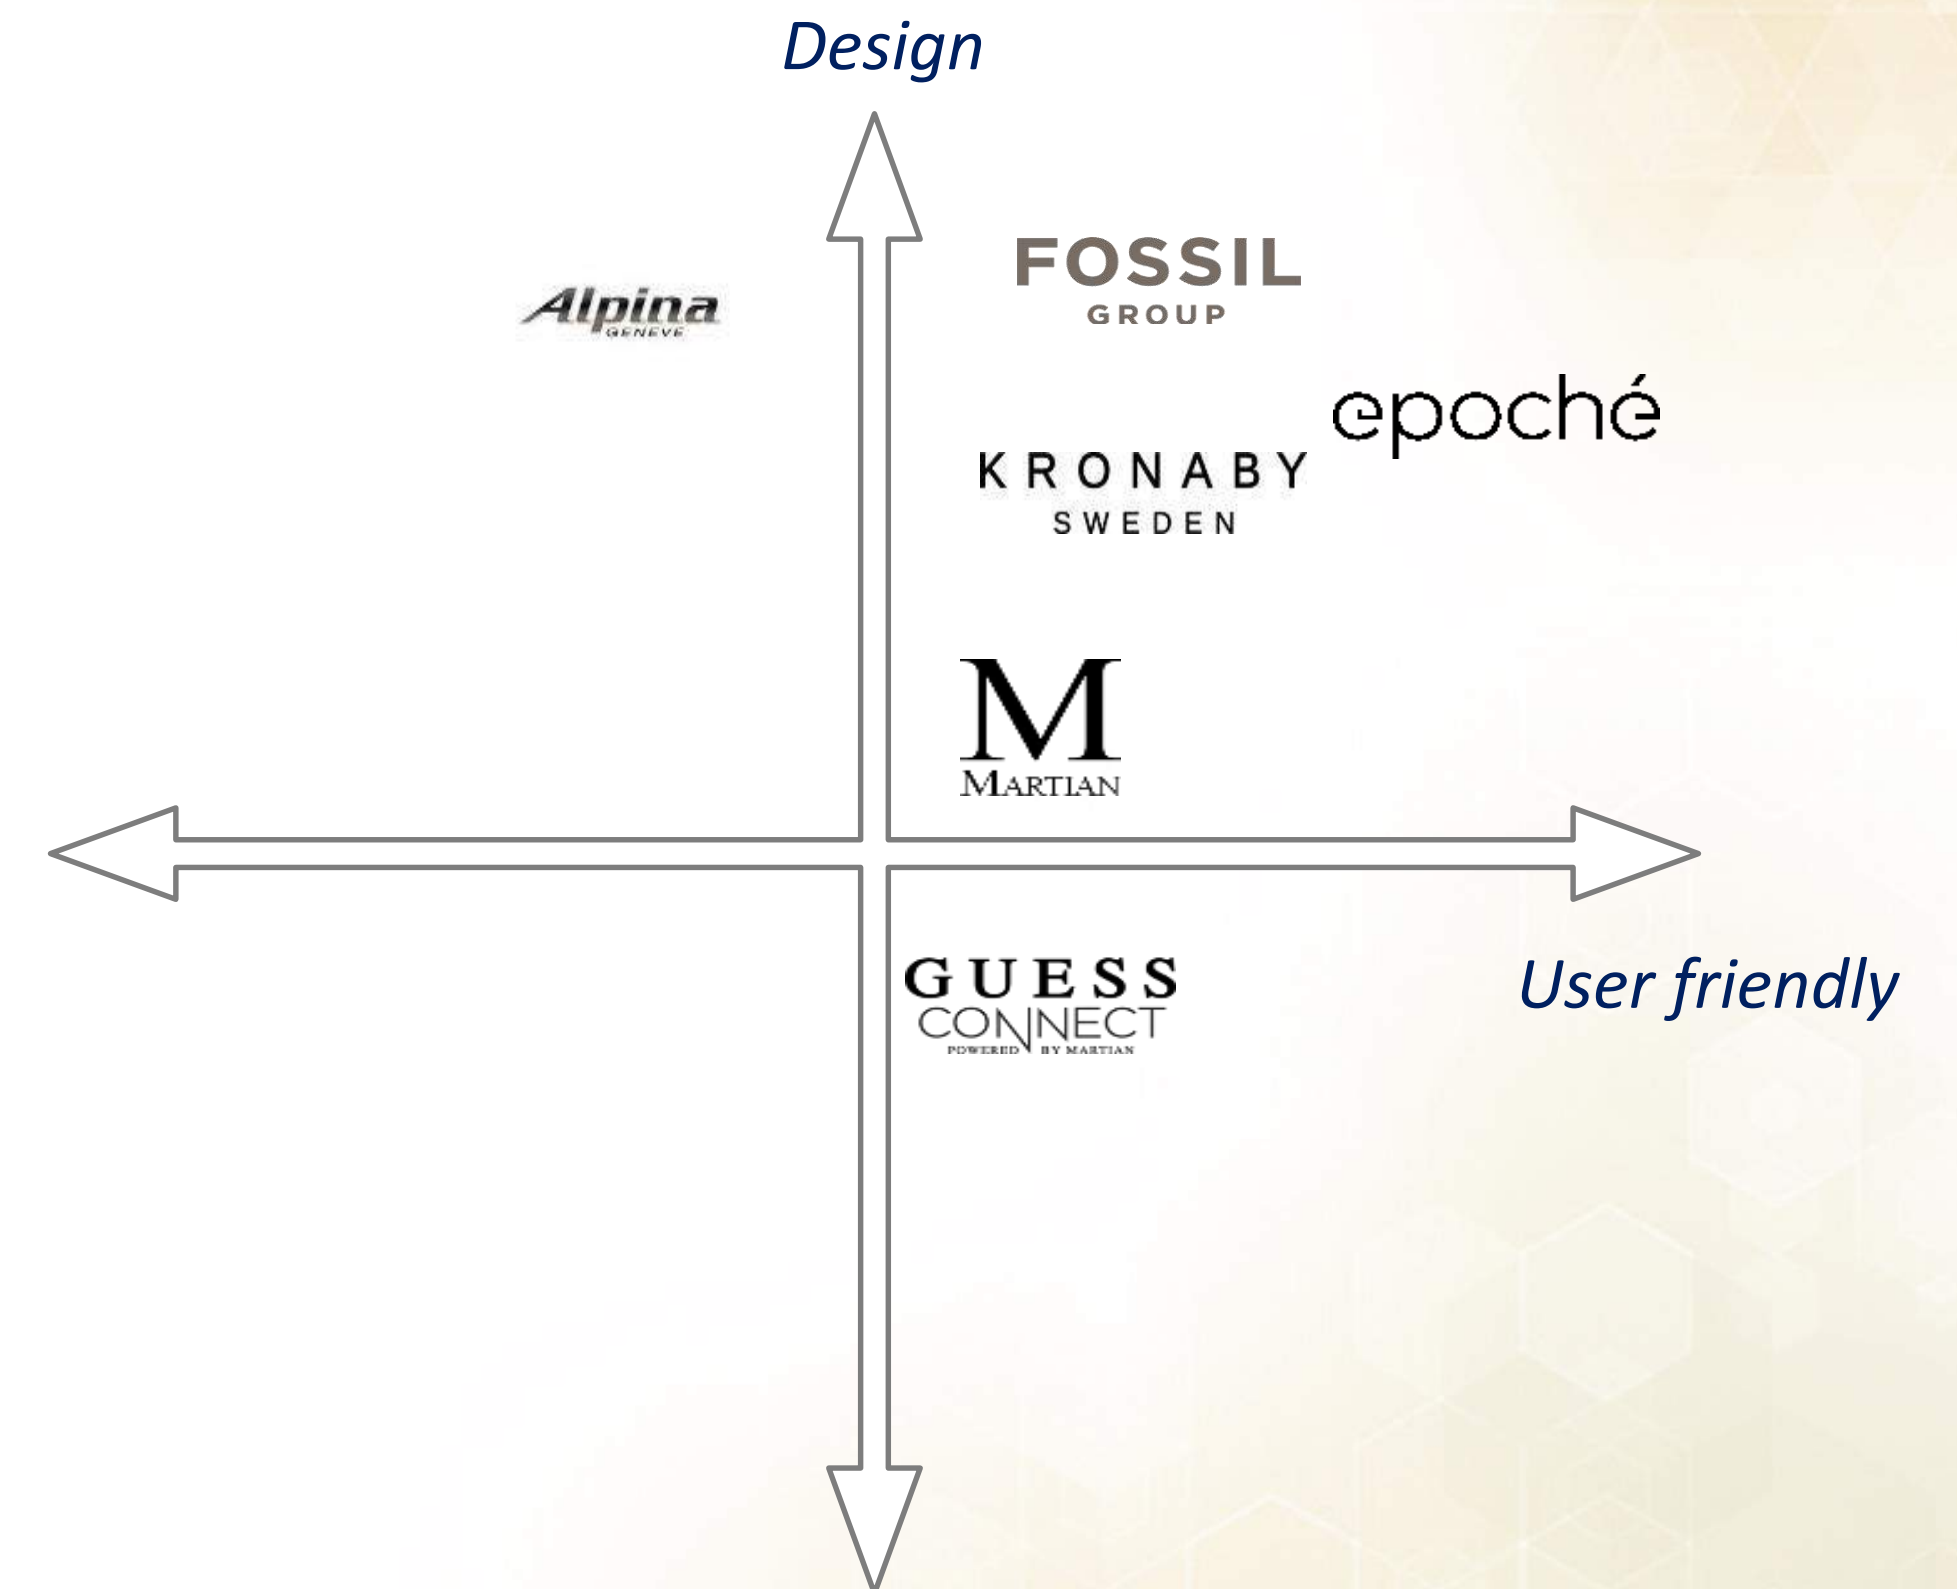 Design
FOSSIL
GROUP
Alpina
GENEVE
epoché
KRONABY
SWEDEN
M
MARTIAN
GUESS
CONNECT
POWERED BY MARTIAN
User friendly